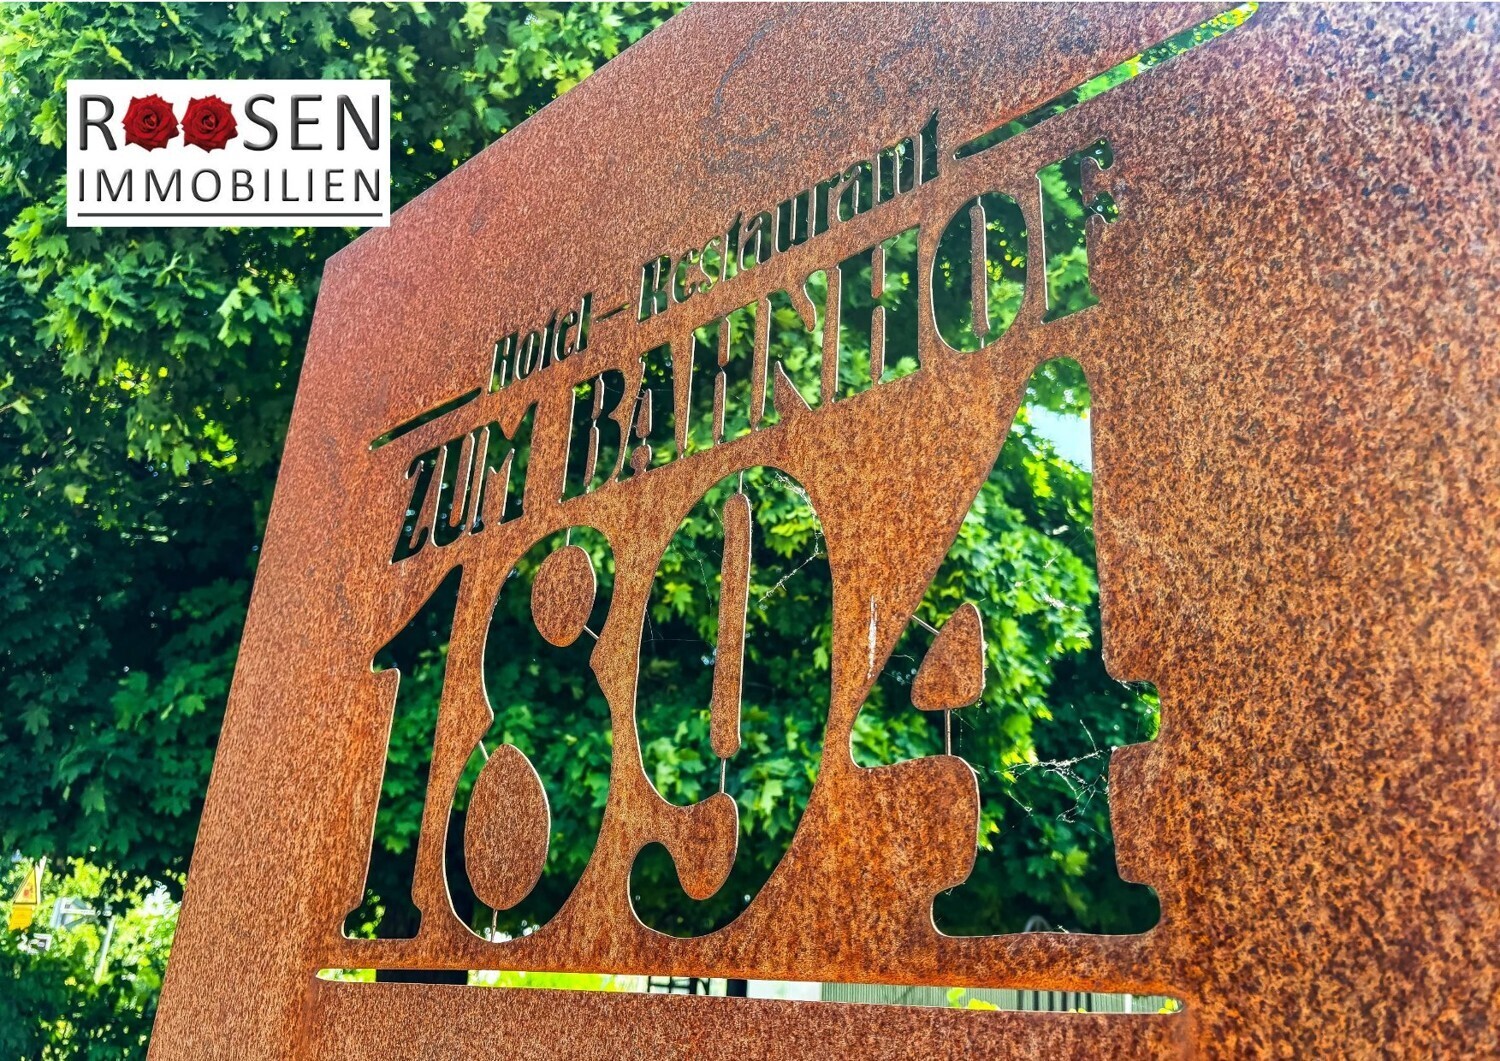 ROOSEN
IMMOBILIEN
Hotel-Restaurant
ZUM BAHNHOF
1894